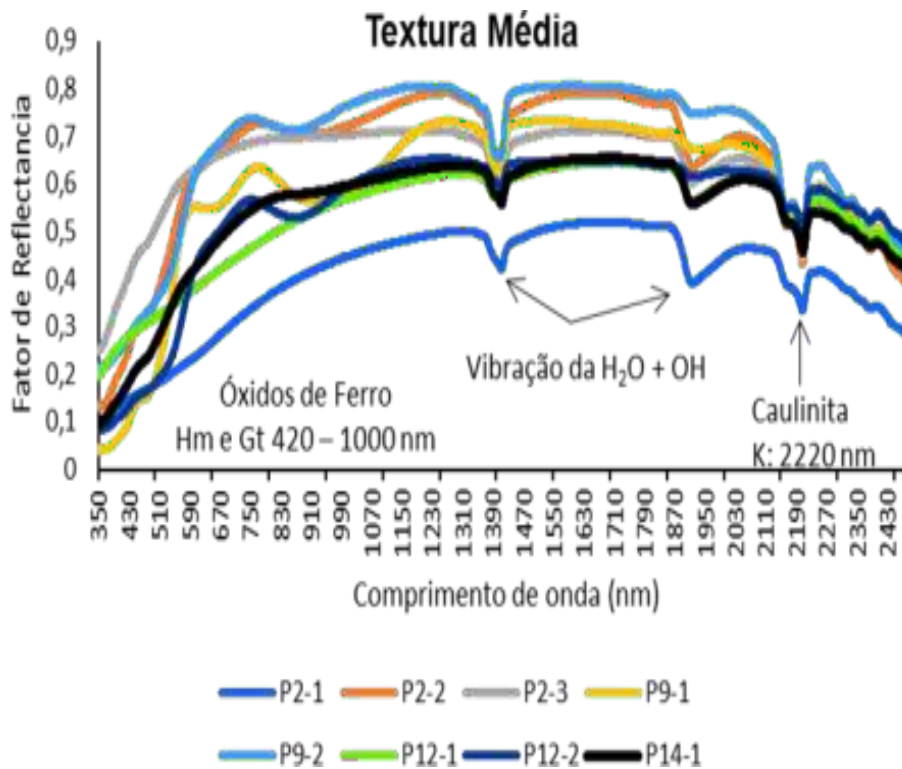 Textura Média
Fator de Reflectancia
0,9
0,8
0,7
0,6
0,5
0,4
0,3
0,2
0,1
0
Óxidos de Ferro
Hm e Gt 420 – 1000 nm
Vibração da H₂O + OH
Caulinita
K: 2220 nm
350 430 510 590 670 750 830 910 990 1070 1150 1230 1310 1390 1470 1550 1630 1710 1790 1870 1950 2030 2110 2190 2270 2350 2430
Comprimento de onda (nm)
P2-1 P2-2 P2-3 P9-1
P9-2 P12-1 P12-2 P14-1